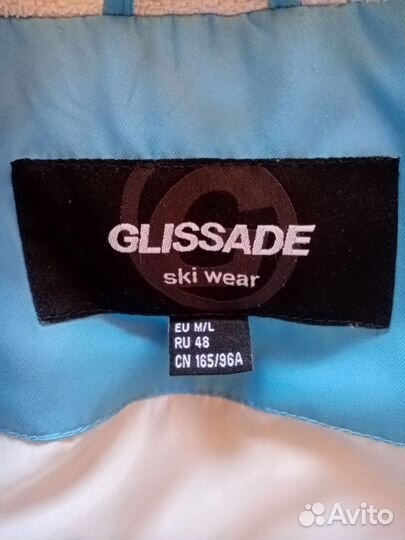 GLISSADE
ski wear
EU M/L
RU 48
CN 165/96A
Avito